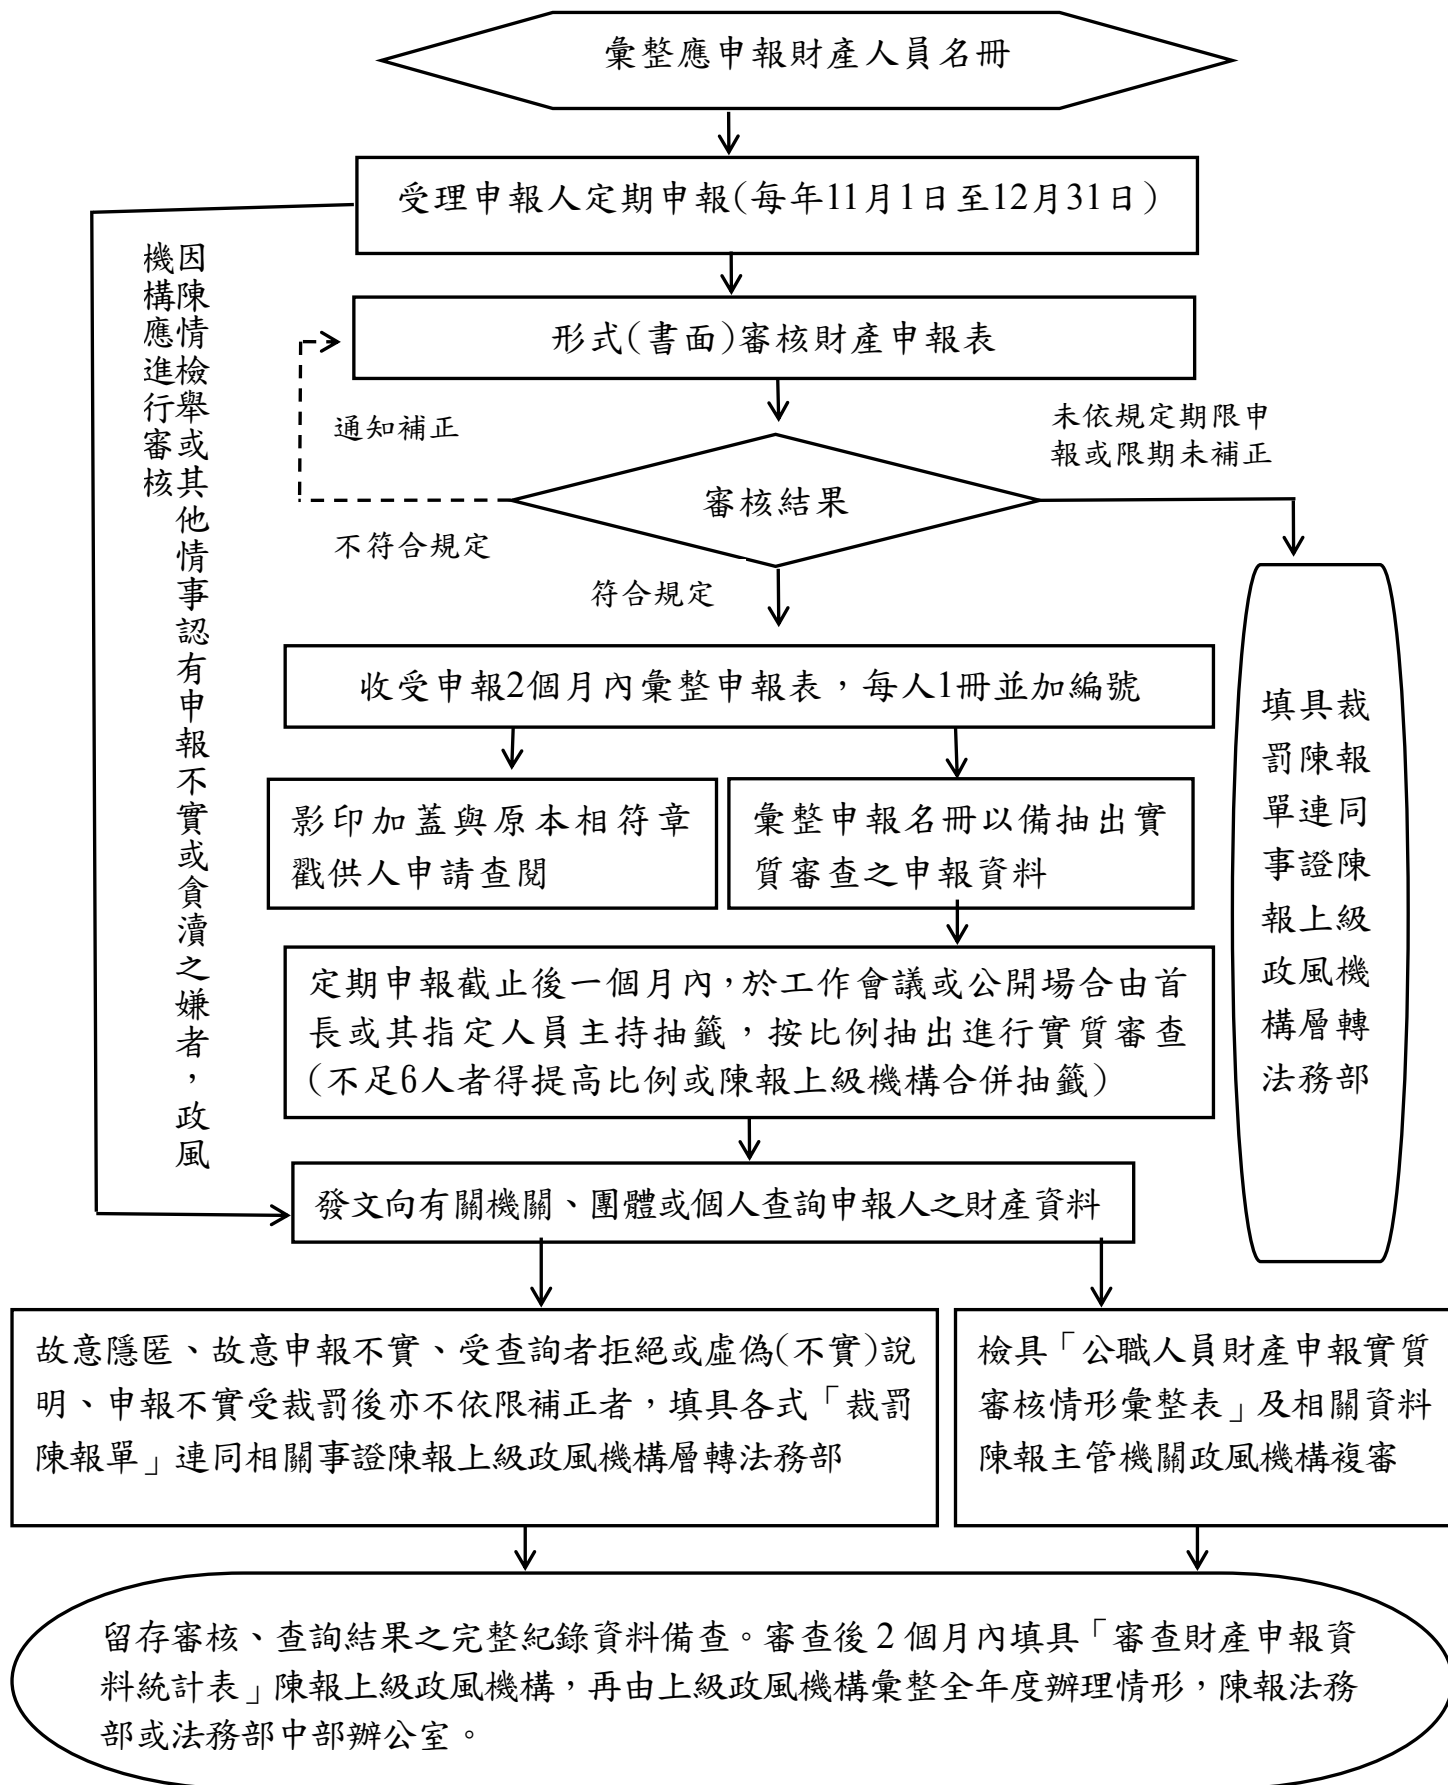 彙整應申報財產人員名冊
受理申報人定期申報(每年11月1日至12月31日)
因陳情檢舉或其他情事認有申報不實或貪瀆之嫌者，政風
機構應進行審核
形式(書面)審核財產申報表
通知補正
未依規定期限申
報或限期未補正
審核結果
不符合規定
符合規定
收受申報2個月內彙整申報表，每人1冊並加編號
影印加蓋與原本相符章
戳供人申請查閱
彙整申報名冊以備抽出實
質審查之申報資料
填具裁
罰陳報
單連同
事證陳
報上級
政風機
構層轉
法務部
定期申報截止後一個月內，於工作會議或公開場合由首
長或其指定人員主持抽籤，按比例抽出進行實質審查
(不足6人者得提高比例或陳報上級機構合併抽籤)
發文向有關機關、團體或個人查詢申報人之財產資料
故意隱匿、故意申報不實、受查詢者拒絕或虛偽(不實)說
明、申報不實受裁罰後亦不依限補正者，填具各式「裁罰
陳報單」連同相關事證陳報上級政風機構層轉法務部
檢具「公職人員財產申報實質
審核情形彙整表」及相關資料
陳報主管機關政風機構複審
留存審核、查詢結果之完整紀錄資料備查。審查後 2 個月內填具「審查財產申報資
料統計表」陳報上級政風機構，再由上級政風機構彙整全年度辦理情形，陳報法務
部或法務部中部辦公室。